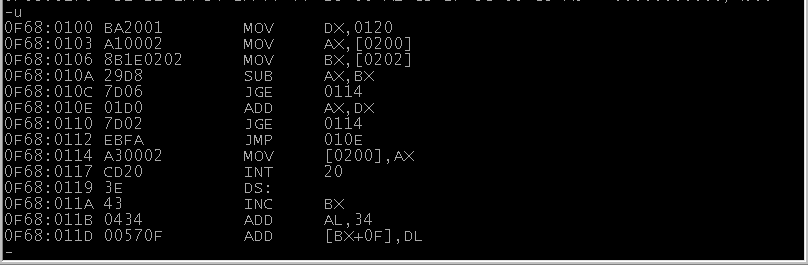 -u
0F68:0100 BA2001 MOV DX,0120
0F68:0103 A10002 MOV AX,[0200]
0F68:0106 8B1E0202 MOV BX,[0202]
0F68:010A 29D8 SUB AX,BX
0F68:010C 7D06 JGE 0114
0F68:010E 01D0 ADD AX,DX
0F68:0110 7D02 JGE 0114
0F68:0112 EBFA JMP 010E
0F68:0114 A30002 MOV [0200],AX
0F68:0117 CD20 INT 20
0F68:0119 3E DS:
0F68:011A 43 INC BX
0F68:011B 0434 ADD AL,34
0F68:011D 00570F ADD [BX+0F],DL
-